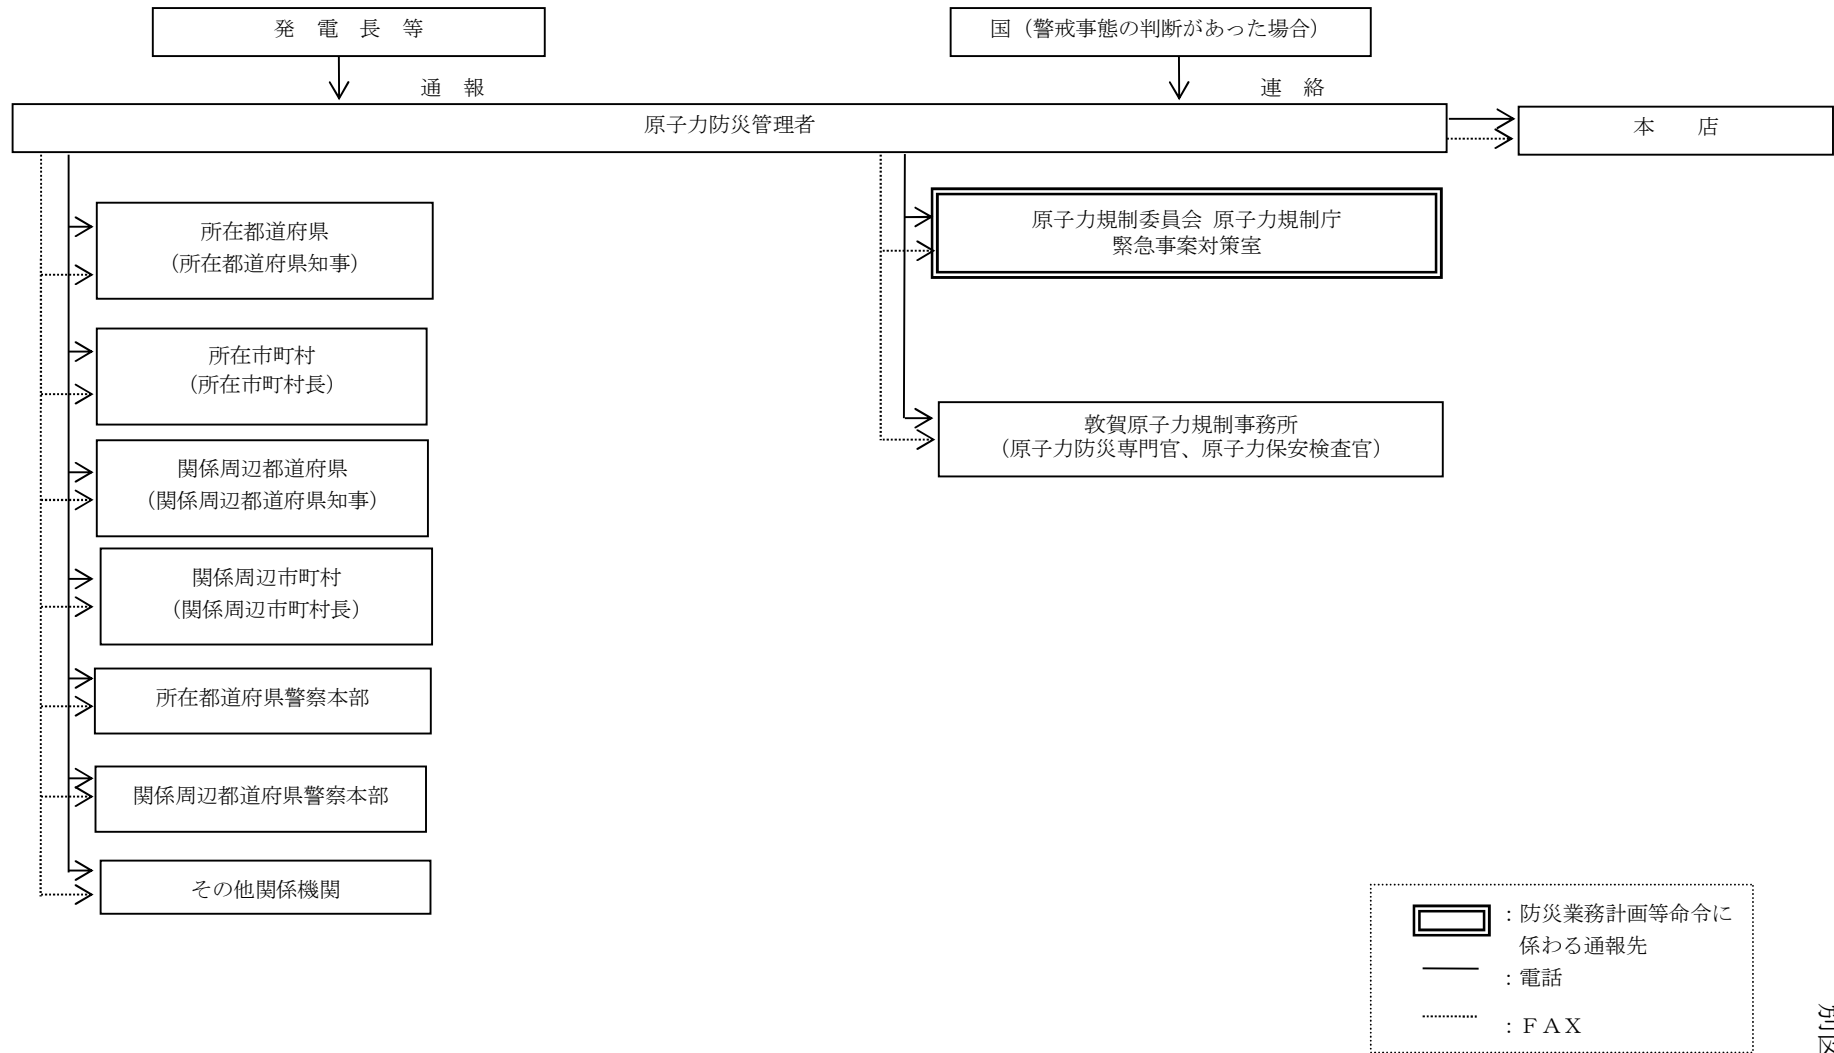 発　電　長　等
国（警戒事態の判断があった場合）
通　報
連　絡
原子力防災管理者
本　　店
所在都道府県
（所在都道府県知事）
所在市町村
（所在市町村長）
関係周辺都道府県
（関係周辺都道府県知事）
関係周辺市町村
（関係周辺市町村長）
所在都道府県警察本部
関係周辺都道府県警察本部
その他関係機関
原子力規制委員会 原子力規制庁
緊急事案対策室
敦賀原子力規制事務所
（原子力防災専門官、原子力保安検査官）
：防災業務計画等命令に
係わる通報先
：電話
：ＦＡＸ